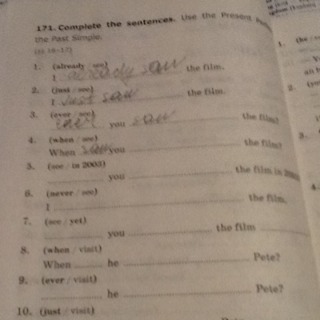 171. Complete the sentences. Use the Present
the Past Simple.
1. (already / see)
I already saw the film.
2. (just / see)
I just saw the film.
3. (ever / see)
you saw the film?
4. (when / see)
When saw you the film?
5. (see / in 2005)
you the film in
6. (never / see)
I the film.
7. (see / yet)
you the film
8. (when / visit)
When he Pete?
9. (ever / visit)
he Pete?
10. (just / visit)